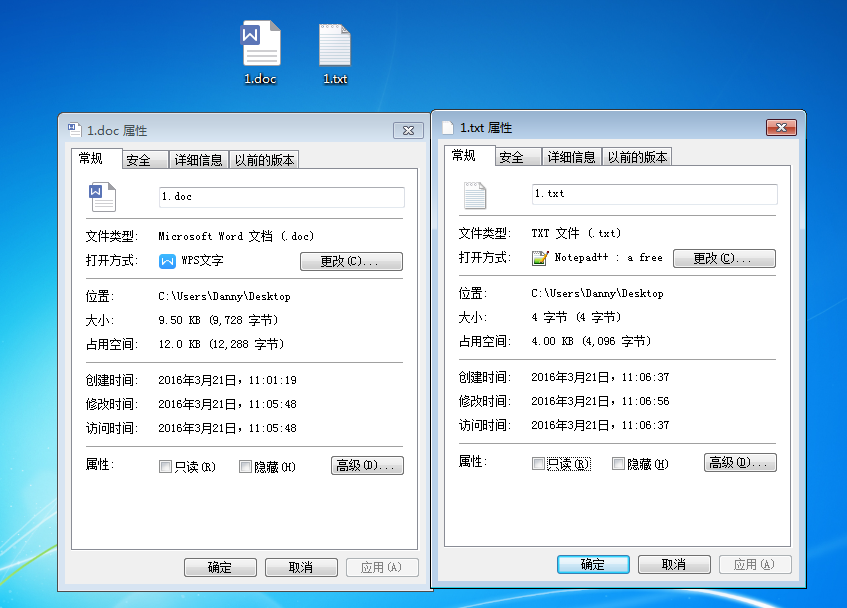 1.doc
1.txt
1.doc 属性
常规
安全
详细信息
以前的版本
1.doc
文件类型: Microsoft Word 文档 (.doc)
打开方式: WPS文字 更改(C)...
位置: C:\Users\Danny\Desktop
大小: 9.50 KB (9,728 字节)
占用空间: 12.0 KB (12,288 字节)
创建时间: 2016年3月21日，11:01:19
修改时间: 2016年3月21日，11:05:48
访问时间: 2016年3月21日，11:05:48
属性: 只读(R) 隐藏(H) 高级(D)...
确定 取消 应用(A)
1.txt 属性
常规
安全
详细信息
以前的版本
1.txt
文件类型: TXT 文件 (.txt)
打开方式: Notepad++ : a free 更改(C)...
位置: C:\Users\Danny\Desktop
大小: 4 字节 (4 字节)
占用空间: 4.00 KB (4,096 字节)
创建时间: 2016年3月21日，11:06:37
修改时间: 2016年3月21日，11:06:56
访问时间: 2016年3月21日，11:06:37
属性: 只读(R) 隐藏(H) 高级(D)...
确定 取消 应用(A)